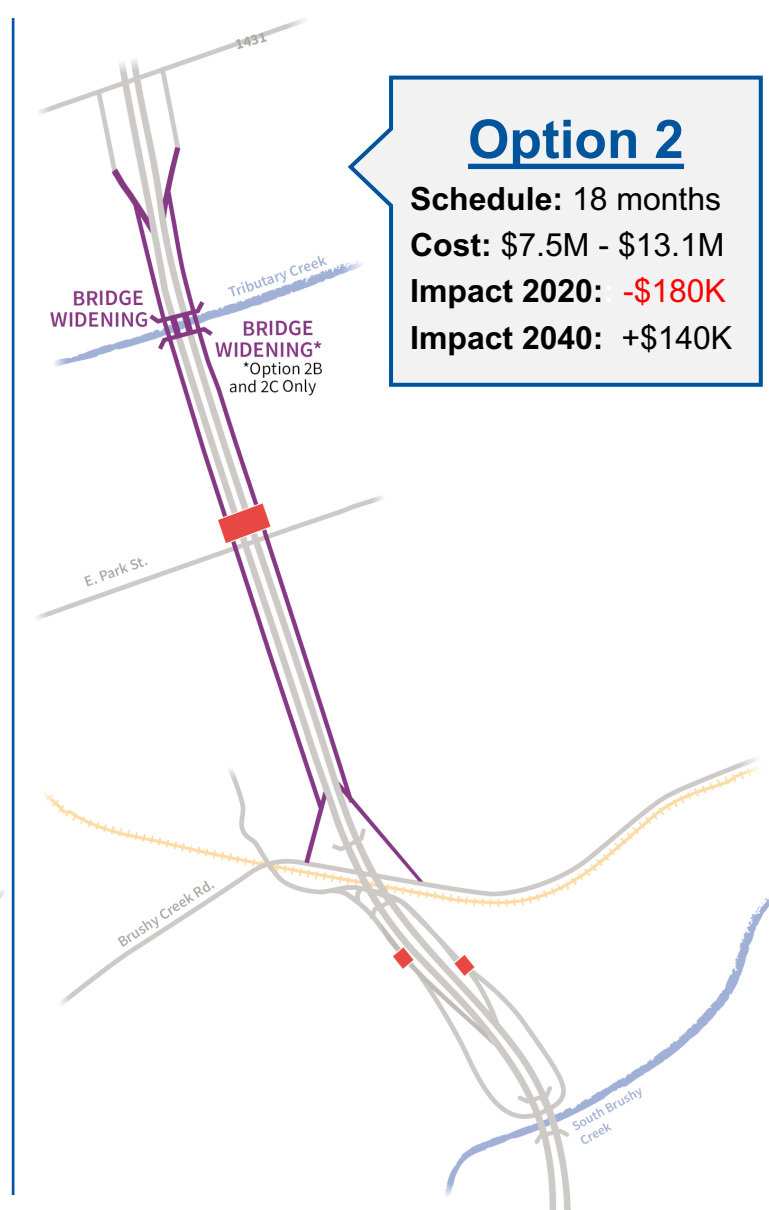 1431
Option 2
Schedule: 18 months
Cost: $7.5M - $13.1M
Impact 2020: -$180K
Impact 2040: +$140K
Tributary Creek
BRIDGE
WIDENING
BRIDGE
WIDENING*
*Option 2B
and 2C Only
E. Park St.
Brushy Creek Rd.
South Brushy
Creek